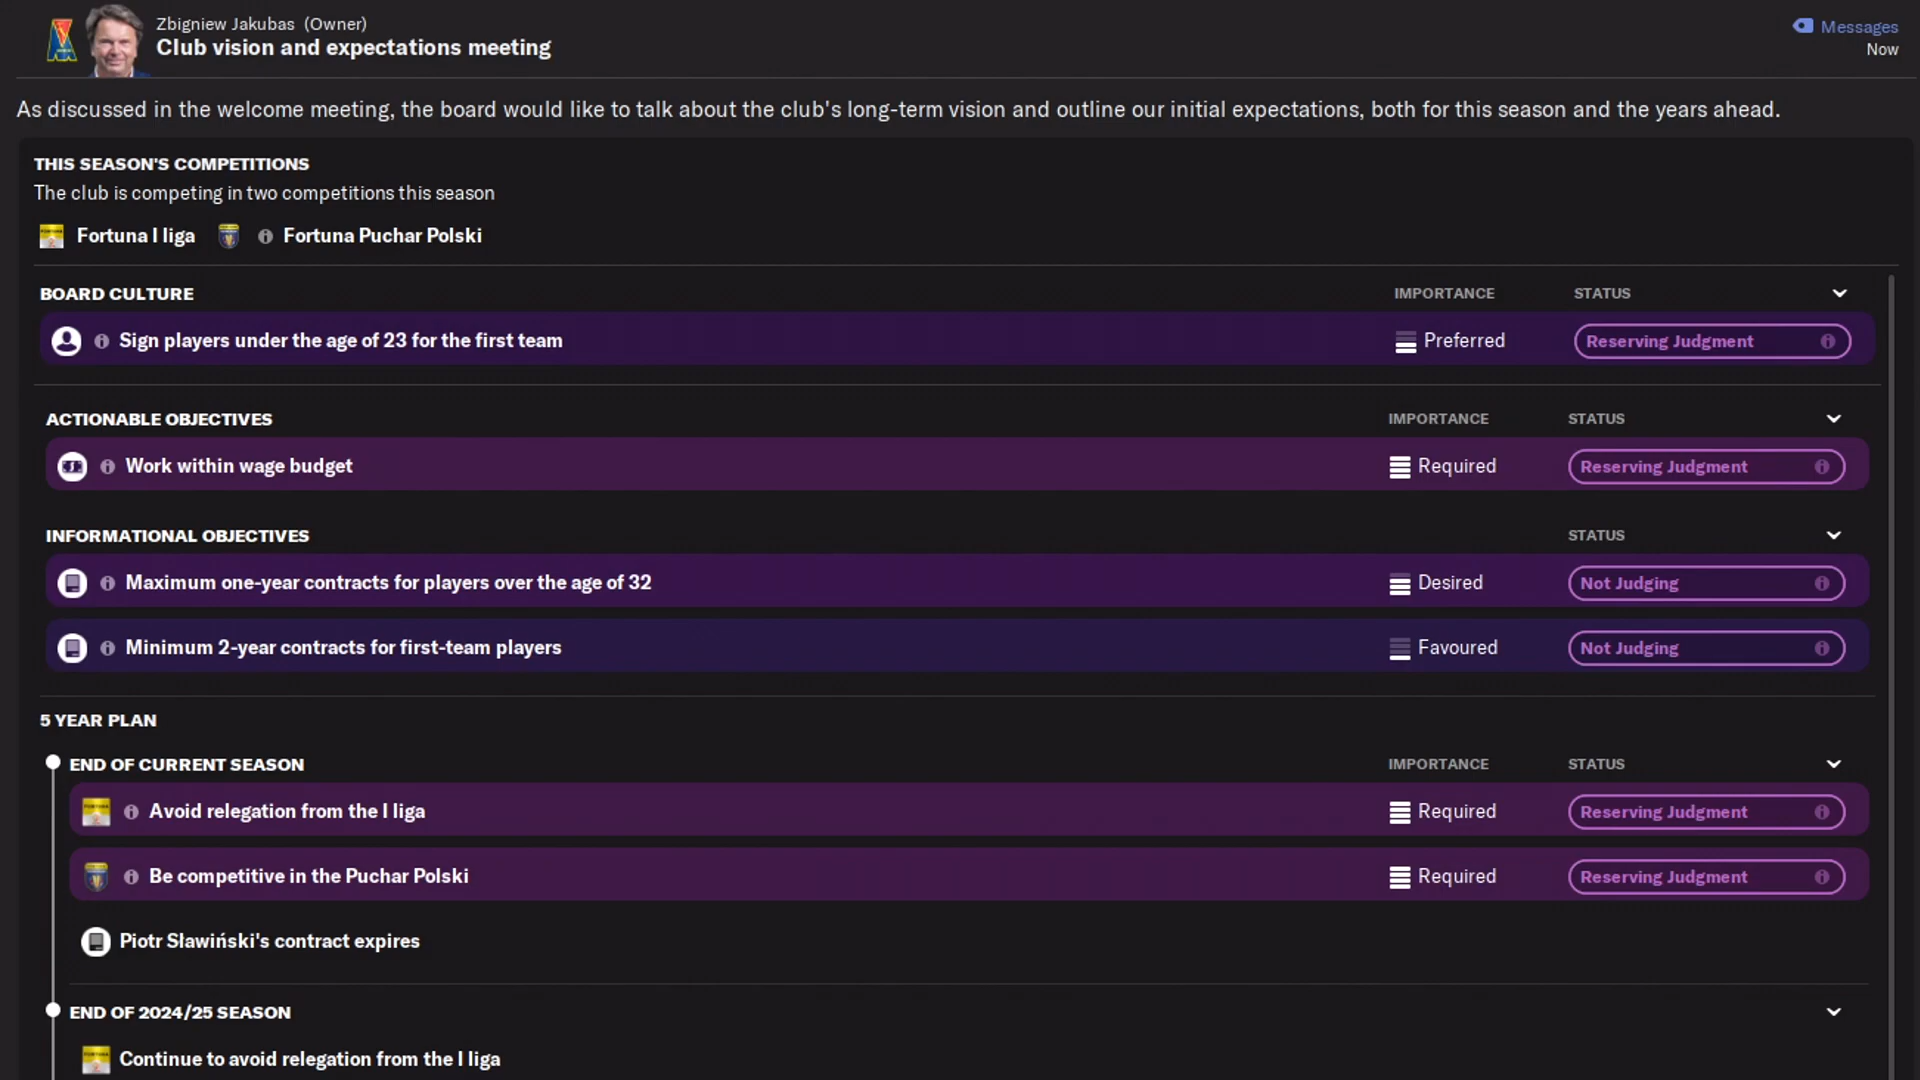 Zbigniew Jakubas (Owner)
Club vision and expectations meeting
Messages
Now
As discussed in the welcome meeting, the board would like to talk about the club's long-term vision and outline our initial expectations, both for this season and the years ahead.
THIS SEASON'S COMPETITIONS
The club is competing in two competitions this season
Fortuna I liga Fortuna Puchar Polski
BOARD CULTURE IMPORTANCE STATUS
Sign players under the age of 23 for the first team Preferred Reserving Judgment
ACTIONABLE OBJECTIVES IMPORTANCE STATUS
Work within wage budget Required Reserving Judgment
INFORMATIONAL OBJECTIVES STATUS
Maximum one-year contracts for players over the age of 32 Desired Not Judging
Minimum 2-year contracts for first-team players Favoured Not Judging
5 YEAR PLAN
END OF CURRENT SEASON IMPORTANCE STATUS
Avoid relegation from the I liga Required Reserving Judgment
Be competitive in the Puchar Polski Required Reserving Judgment
Piotr Sławiński's contract expires
END OF 2024/25 SEASON
Continue to avoid relegation from the I liga